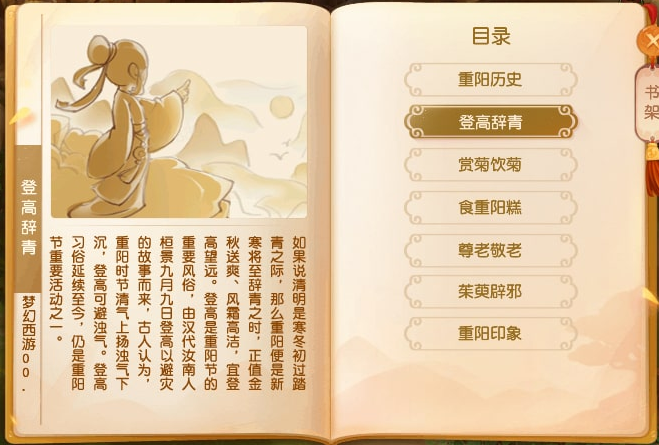 登高辞青
梦幻西游00.
如果说清明是寒冬初过踏
青之际，那么重阳便是新
寒将至辞青之时，正值金
秋送爽、风霜高洁，宜登
高望远。登高是重阳节的
重要风俗，由汉代汝南人
桓景九月九日登高以避灾
的故事而来，古人认为，
重阳时节清气上扬浊气下
沉，登高可避浊气。登高
习俗延续至今，仍是重阳
节重要活动之一。
目录
重阳历史
登高辞青
赏菊饮菊
食重阳糕
尊老敬老
茱萸辟邪
重阳印象
书架